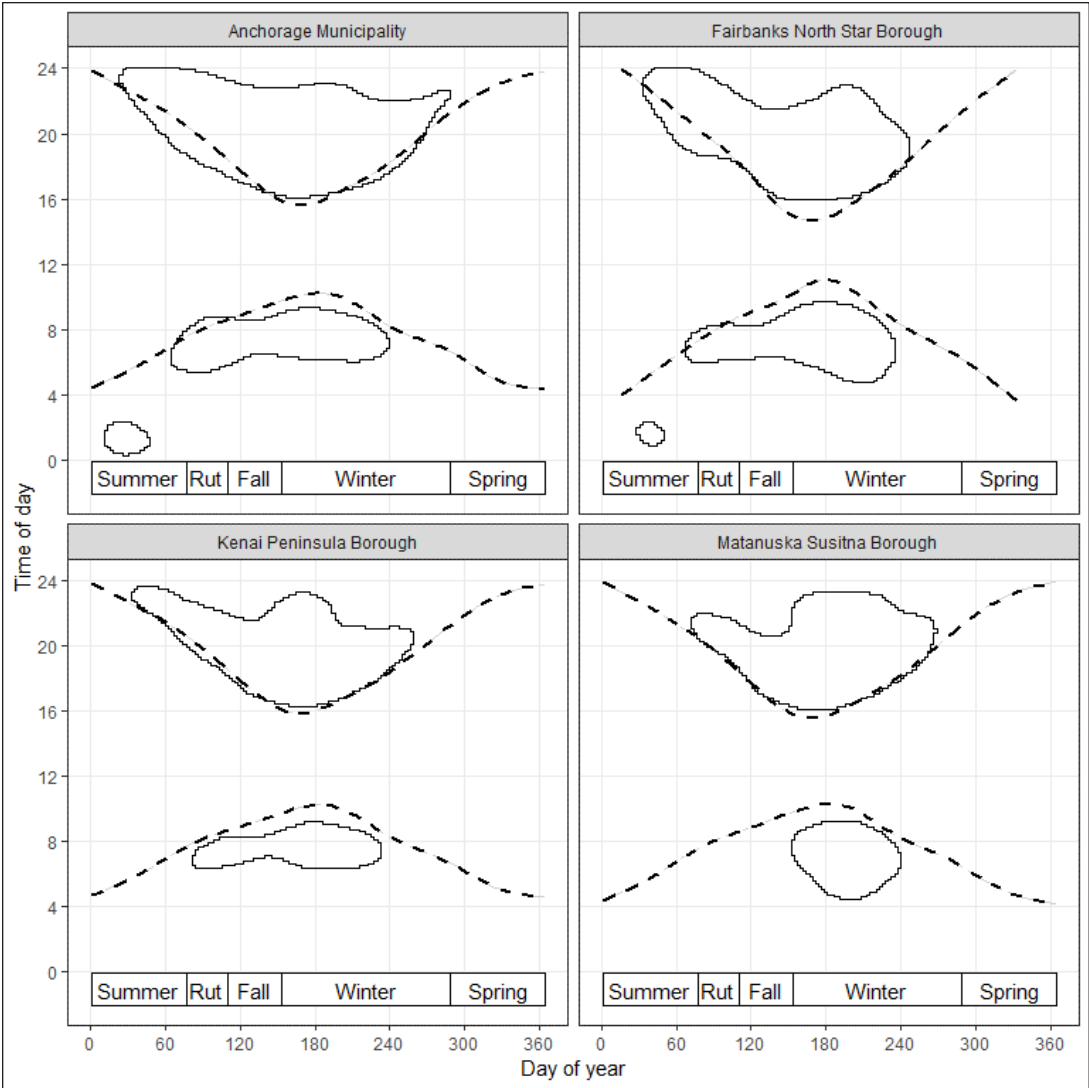 Anchorage Municipality
Fairbanks North Star Borough
24
20
16
12
8
4
0
Summer Rut Fall Winter Spring
Summer Rut Fall Winter Spring
Kenai Peninsula Borough
Matanuska Susitna Borough
24
20
16
12
8
4
0
Summer Rut Fall Winter Spring
Summer Rut Fall Winter Spring
0 60 120 180 240 300 360
0 60 120 180 240 300 360
Time of day
Day of year